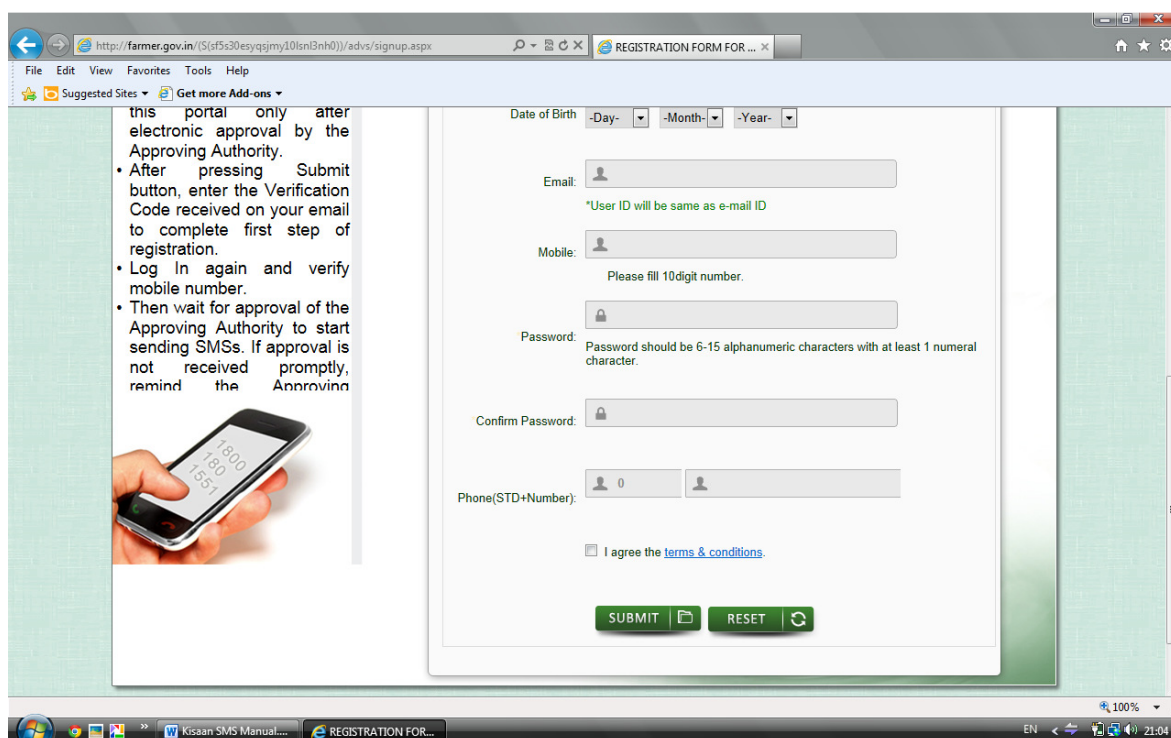 http://farmer.gov.in/(S(sf5s30esyqsjmy10lsnl3nh0))/advs/signup.aspx
REGISTRATION FORM FOR ...
File Edit View Favorites Tools Help
Suggested Sites Get more Add-ons
this portal only after
electronic approval by the
Approving Authority.
• After pressing Submit
button, enter the Verification
Code received on your email
to complete first step of
registration.
• Log In again and verify
mobile number.
• Then wait for approval of the
Approving Authority to start
sending SMSs. If approval is
not received promptly,
remind the Approving
1800
180
1551
Date of Birth -Day- -Month- -Year-
Email:
*User ID will be same as e-mail ID
Mobile:
Please fill 10digit number.
Password:
Password should be 6-15 alphanumeric characters with at least 1 numeral
character.
Confirm Password:
Phone(STD+Number): 0
I agree the terms & conditions.
SUBMIT RESET
100%
Kisaan SMS Manual.... REGISTRATION FOR... EN 21:04